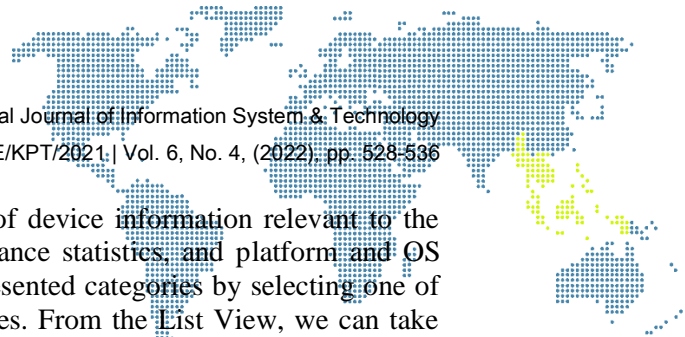 al Journal of Information System & Technology
E/KPT/2021 | Vol. 6, No. 4, (2022), pp. 528-536
of device information relevant to the
ance statistics, and platform and OS
esented categories by selecting one of
es. From the List View, we can take